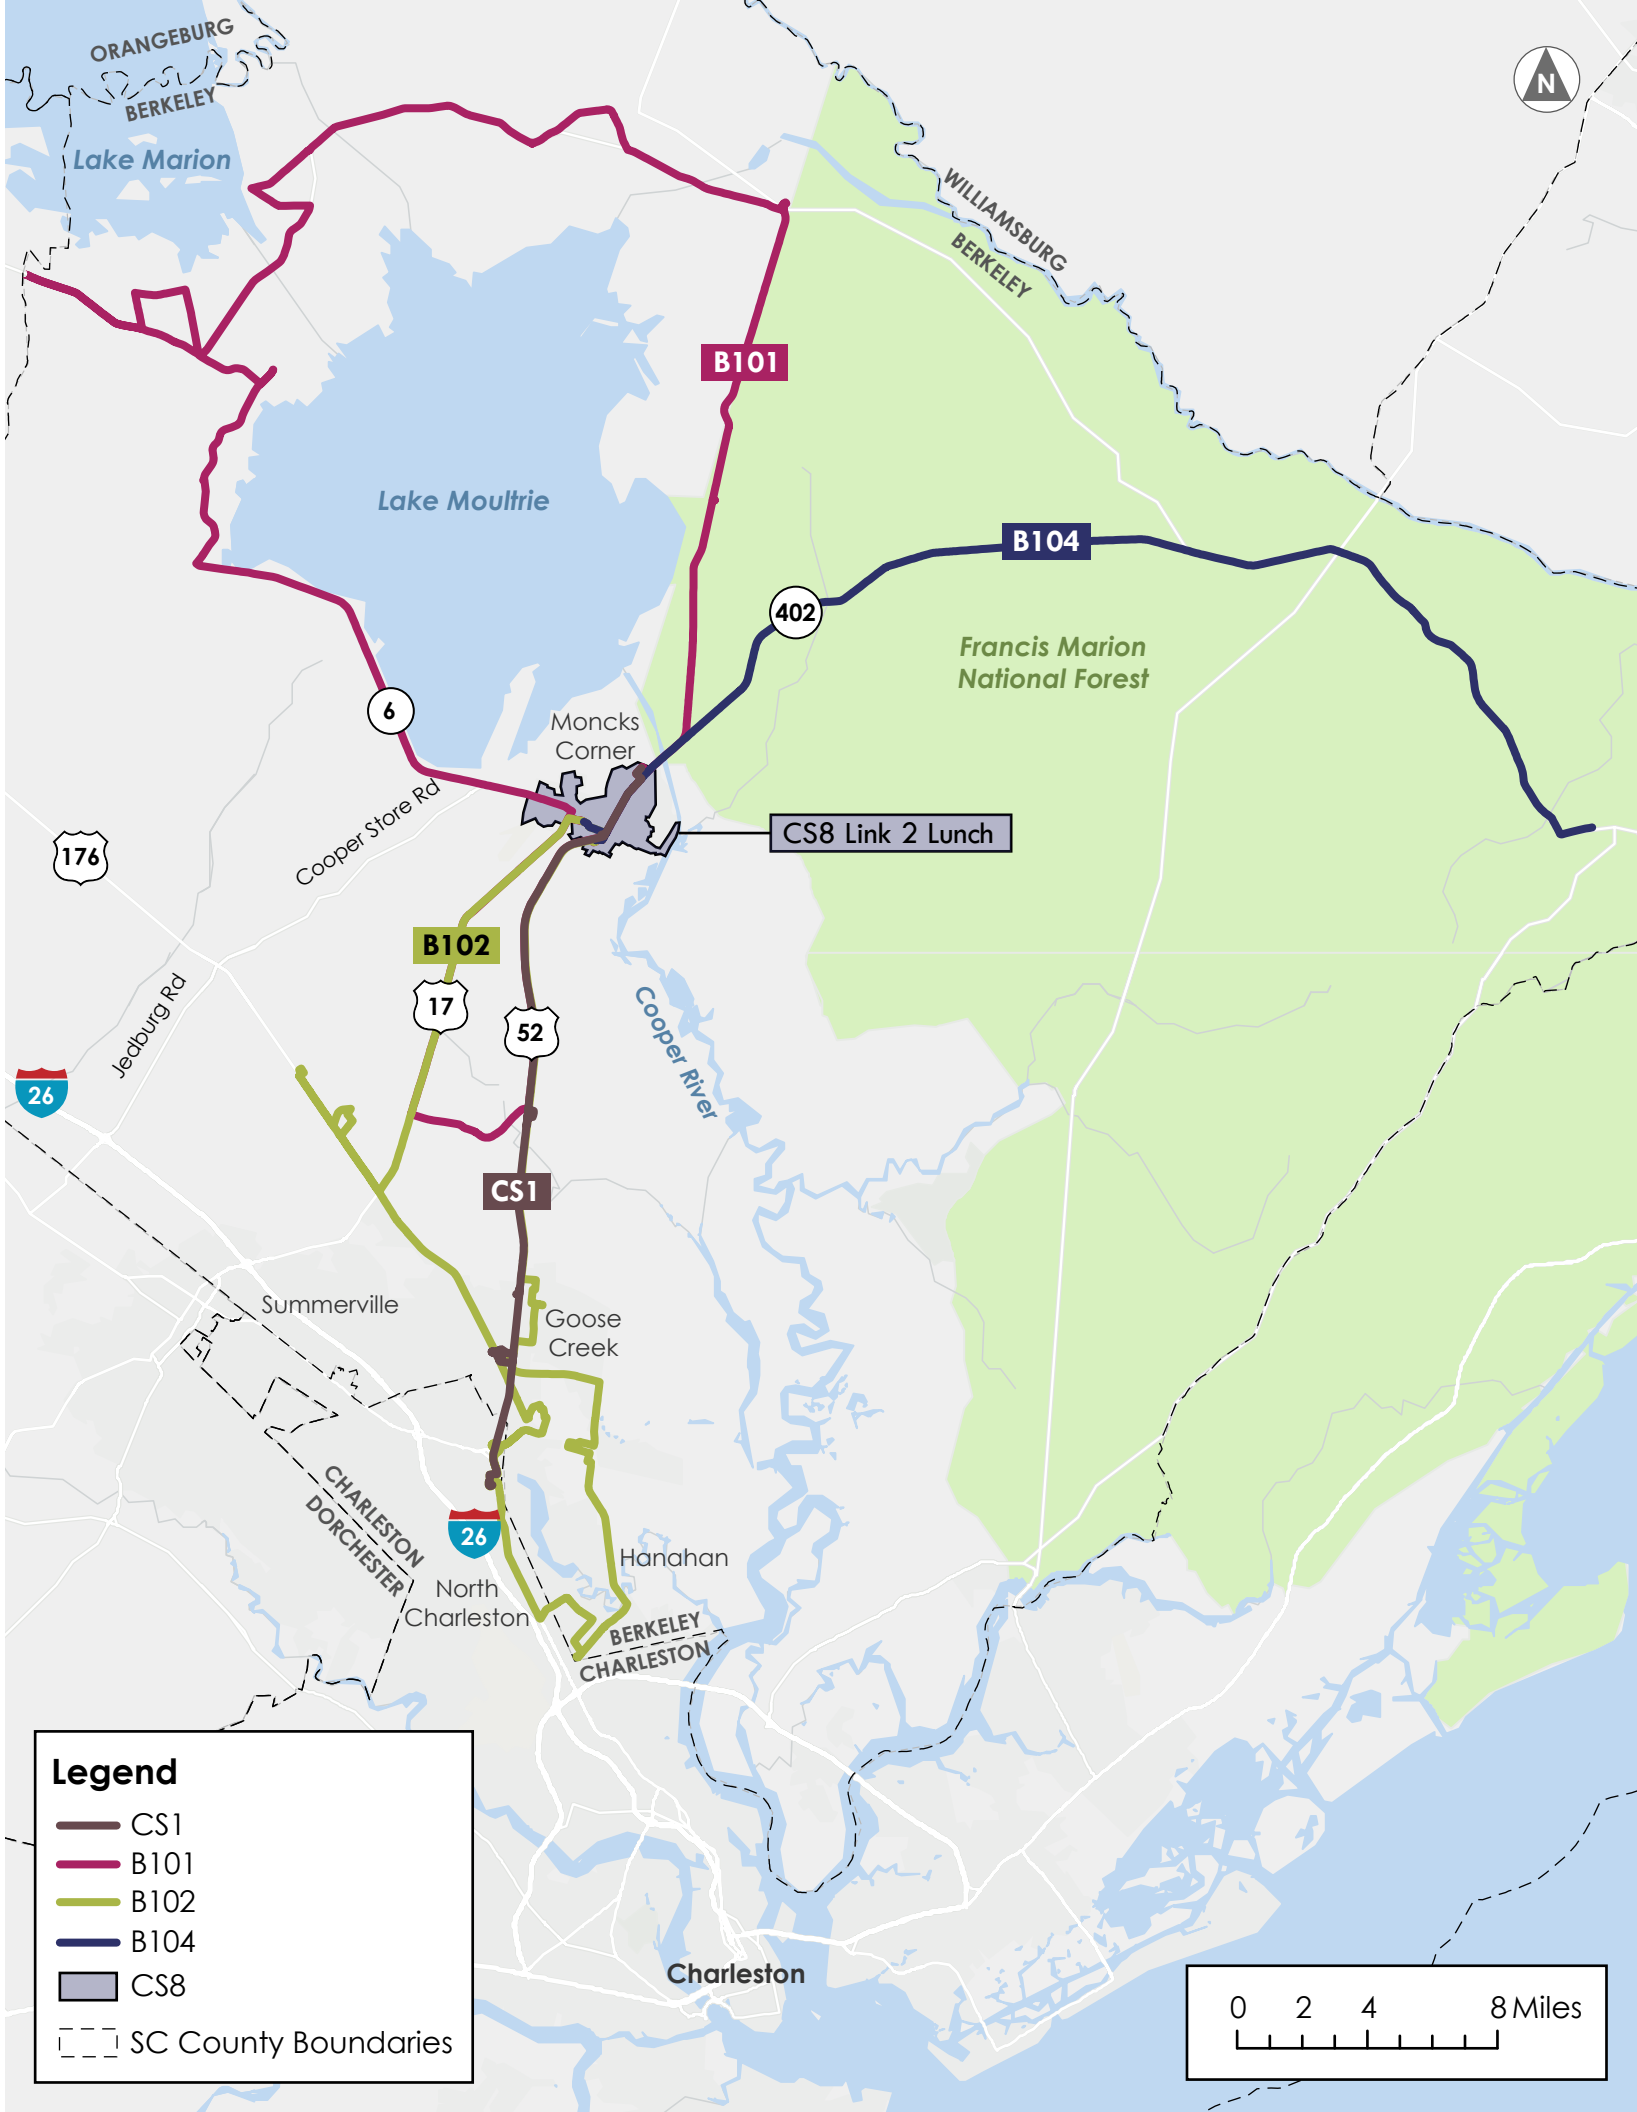 ORANGEBURG
BERKELEY
Lake Marion
N
WILLIAMSBURG
BERKELEY
B101
Lake Moultrie
B104
402
Francis Marion
National Forest
6
Moncks
Corner
Cooper Store Rd
CS8 Link 2 Lunch
176
B102
17
52
Jedburg Rd
Cooper River
26
CS1
Summerville
Goose
Creek
CHARLESTON
DORCHESTER
26
Hanahan
North
Charleston
BERKELEY
CHARLESTON
Legend
CS1
B101
B102
B104
CS8
SC County Boundaries
Charleston
0 2 4 8 Miles